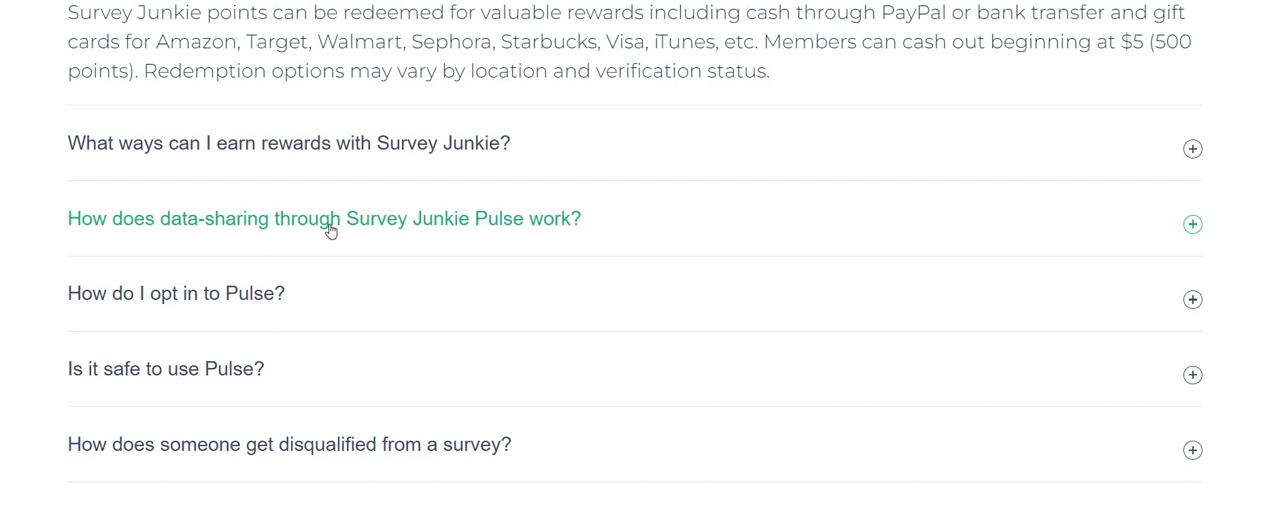 Survey Junkie points can be redeemed for valuable rewards including cash through PayPal or bank transfer and gift
cards for Amazon, Target, Walmart, Sephora, Starbucks, Visa, iTunes, etc. Members can cash out beginning at $5 (500
points). Redemption options may vary by location and verification status.
What ways can I earn rewards with Survey Junkie?
How does data-sharing through Survey Junkie Pulse work?
How do I opt in to Pulse?
Is it safe to use Pulse?
How does someone get disqualified from a survey?